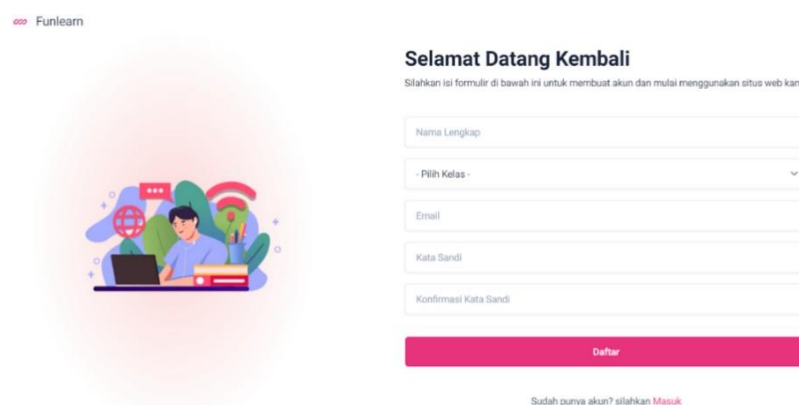 Funlearn
Selamat Datang Kembali
Silahkan isi formulir di bawah ini untuk membuat akun dan mulai menggunakan situs web kam
Nama Lengkap
- Pilih Kelas -
Email
Kata Sandi
Konfirmasi Kata Sandi
Daftar
Sudah punya akun? silahkan Masuk